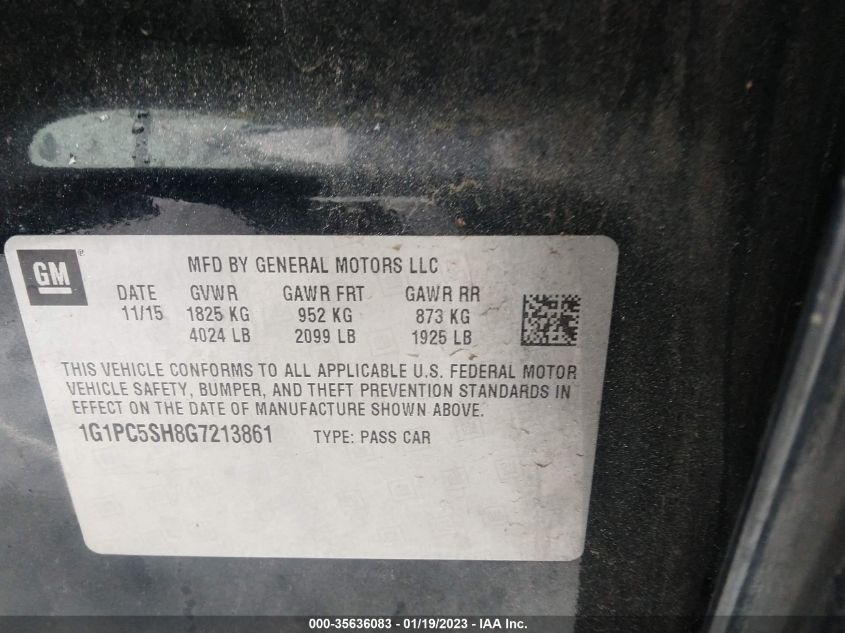 GM ®
MFD BY GENERAL MOTORS LLC
DATE GVWR GAWR FRT GAWR RR
11/15 1825 KG 952 KG 873 KG
4024 LB 2099 LB 1925 LB
THIS VEHICLE CONFORMS TO ALL APPLICABLE U.S. FEDERAL MOTOR
VEHICLE SAFETY, BUMPER, AND THEFT PREVENTION STANDARDS IN
EFFECT ON THE DATE OF MANUFACTURE SHOWN ABOVE.
1G1PC5SH8G7213861 TYPE: PASS CAR
000-35636083 - 01/19/2023 - IAA Inc.